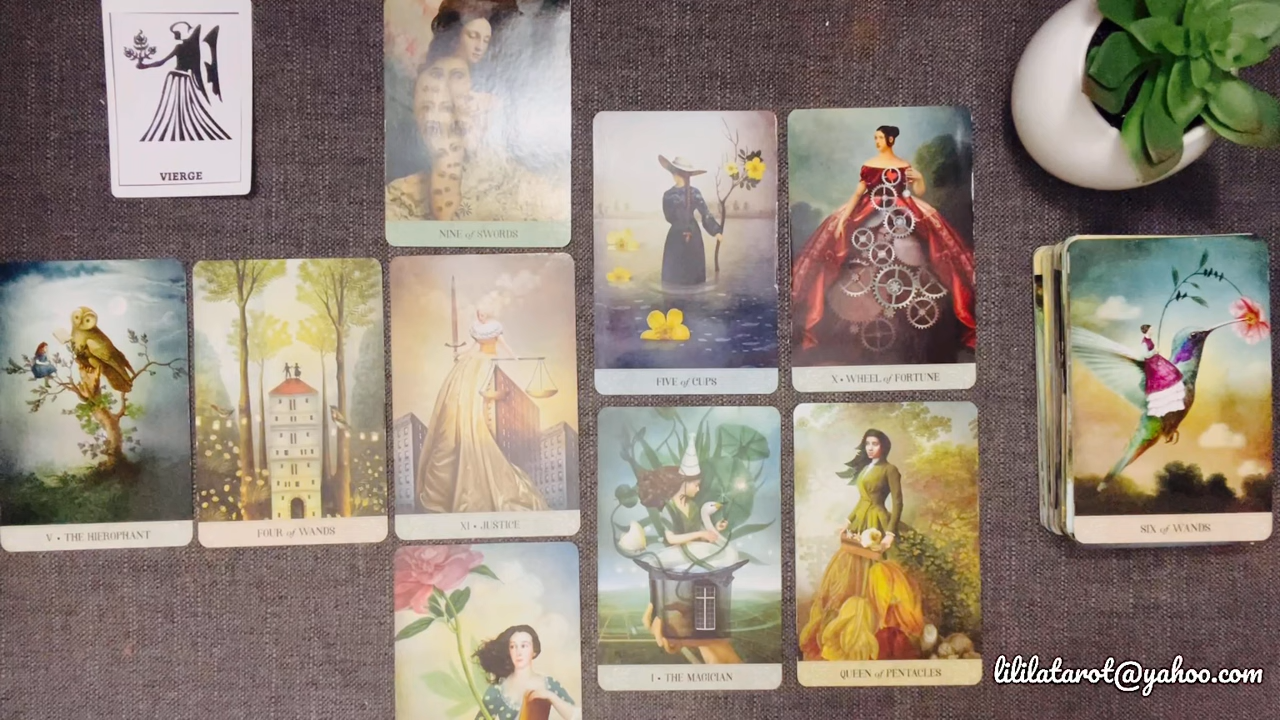 VIERGE
NINE of SWORDS
FIVE of CUPS
X • WHEEL OF FORTUNE
V • THE HIEROPHANT
FOUR of WANDS
XI • JUSTICE
SIX of WANDS
I • THE MAGICIAN
QUEEN of PENTACLES
lililatarot@yahoo.com